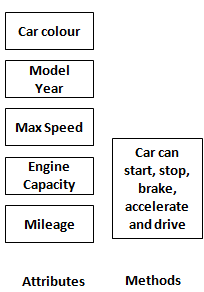 Car colour
Model
Year
Max Speed
Engine
Capacity
Mileage
Car can
start, stop,
brake,
accelerate
and drive
Attributes
Methods